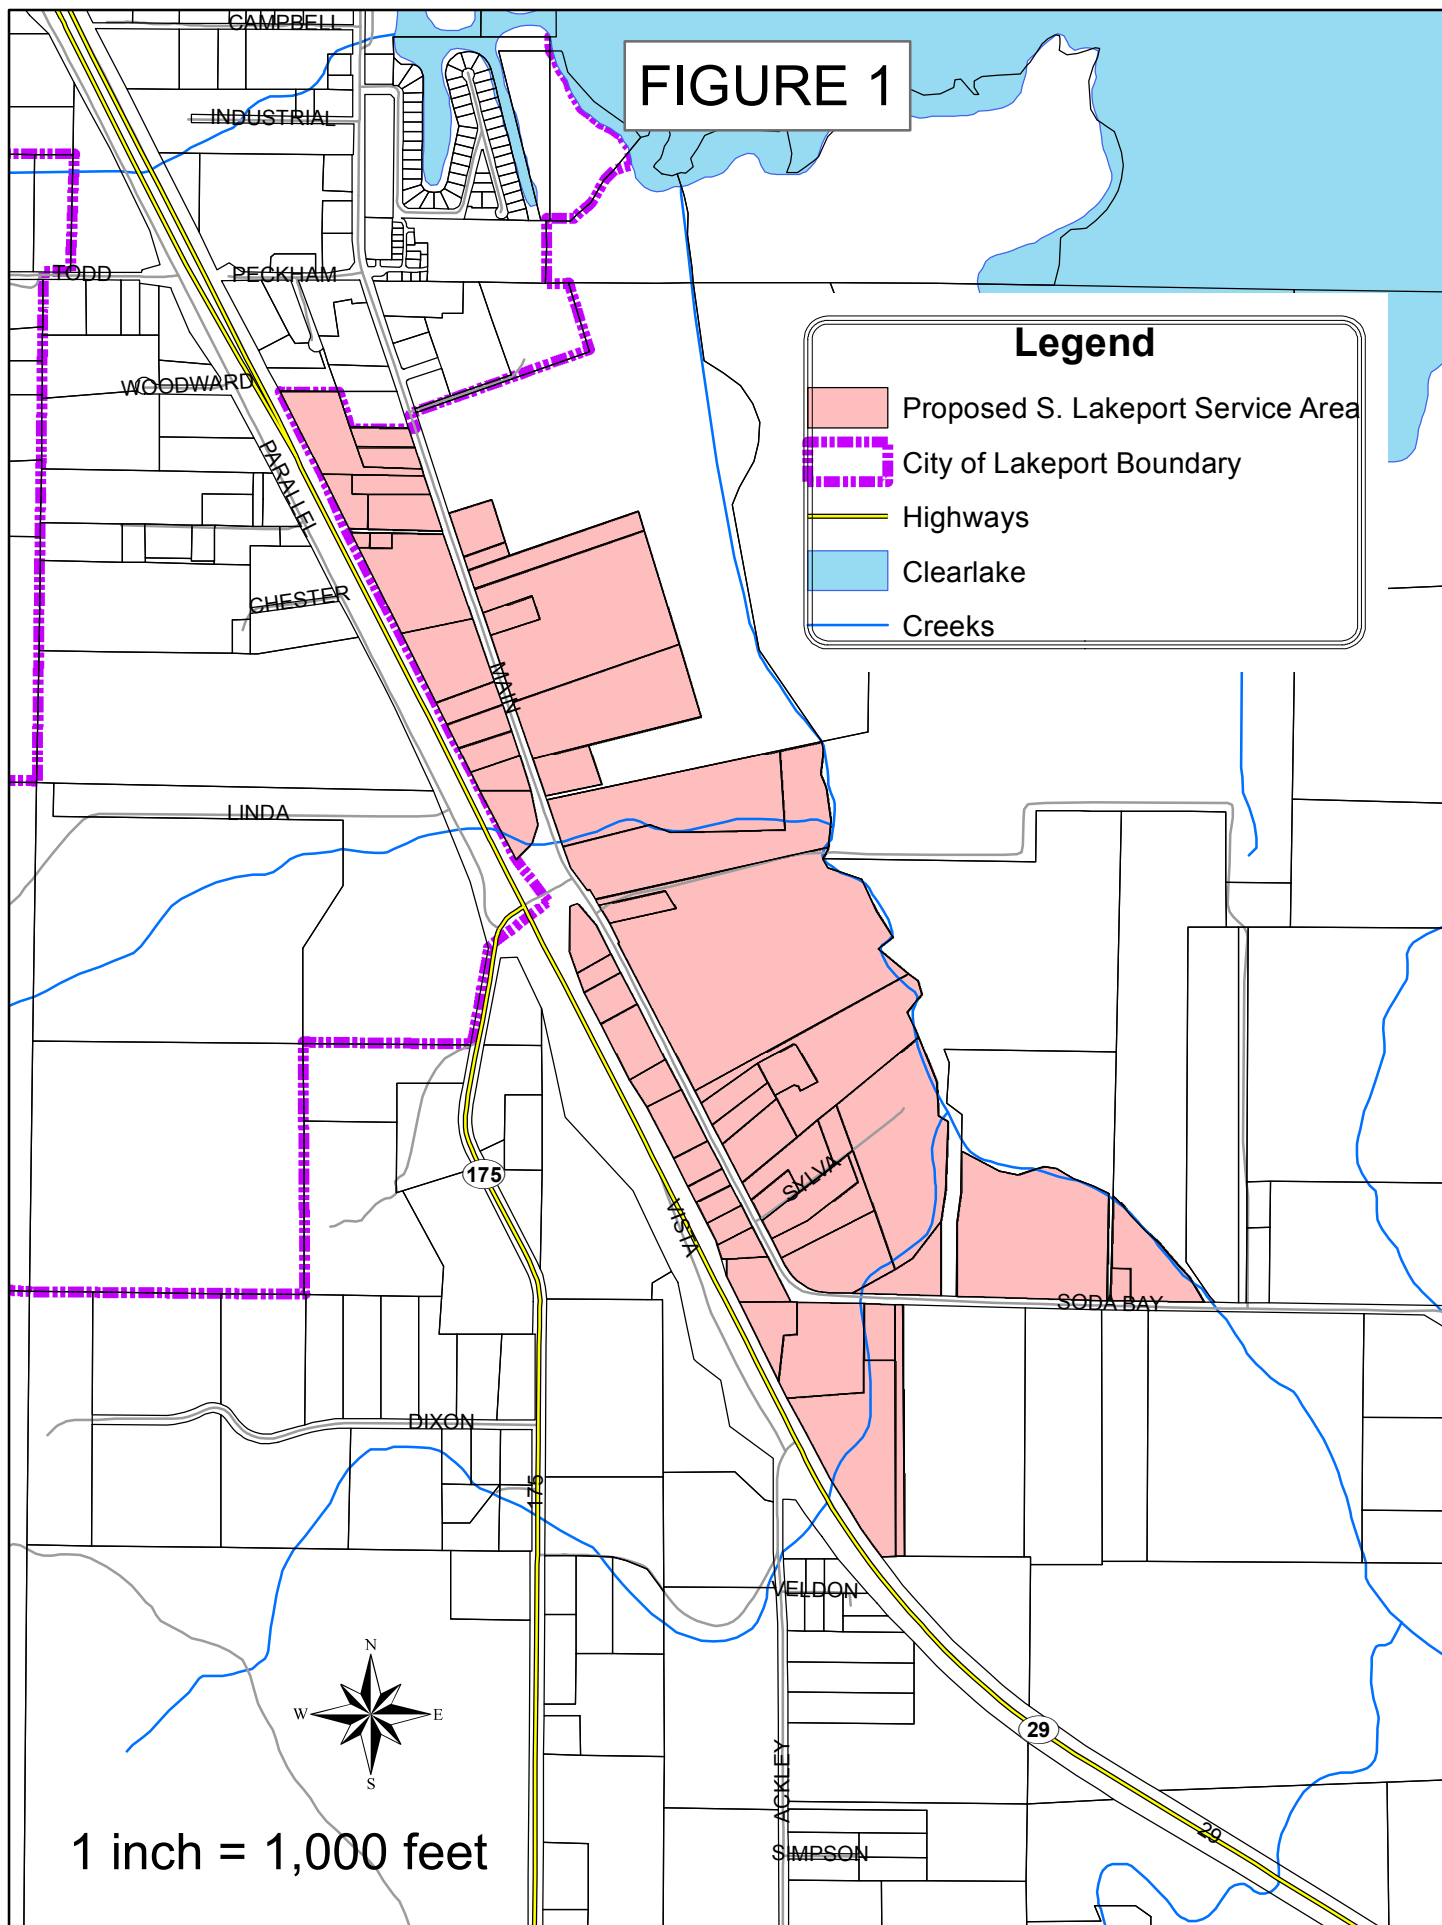 CAMPBELL
FIGURE 1
INDUSTRIAL
TODD
PECKHAM
Legend
WOODWARD
Proposed S. Lakeport Service Area
PARALLEL
City of Lakeport Boundary
Highways
Clearlake
CHESTER
Creeks
MAIN
LINDA
175
SYLVA
VISTA
SODA BAY
DIXON
175
VELDON
N
W
E
S
29
ACKLEY
29
1 inch = 1,000 feet
SIMPSON